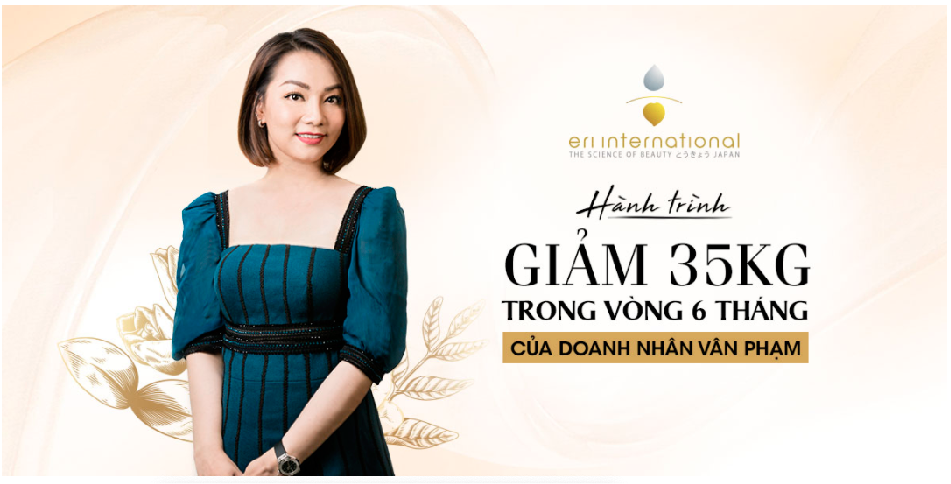 eri international
THE SCIENCE OF BEAUTY とうきょう JAPAN
Hành trình
GIẢM 35KG
TRONG VÒNG 6 THÁNG
CỦA DOANH NHÂN VÂN PHẠM